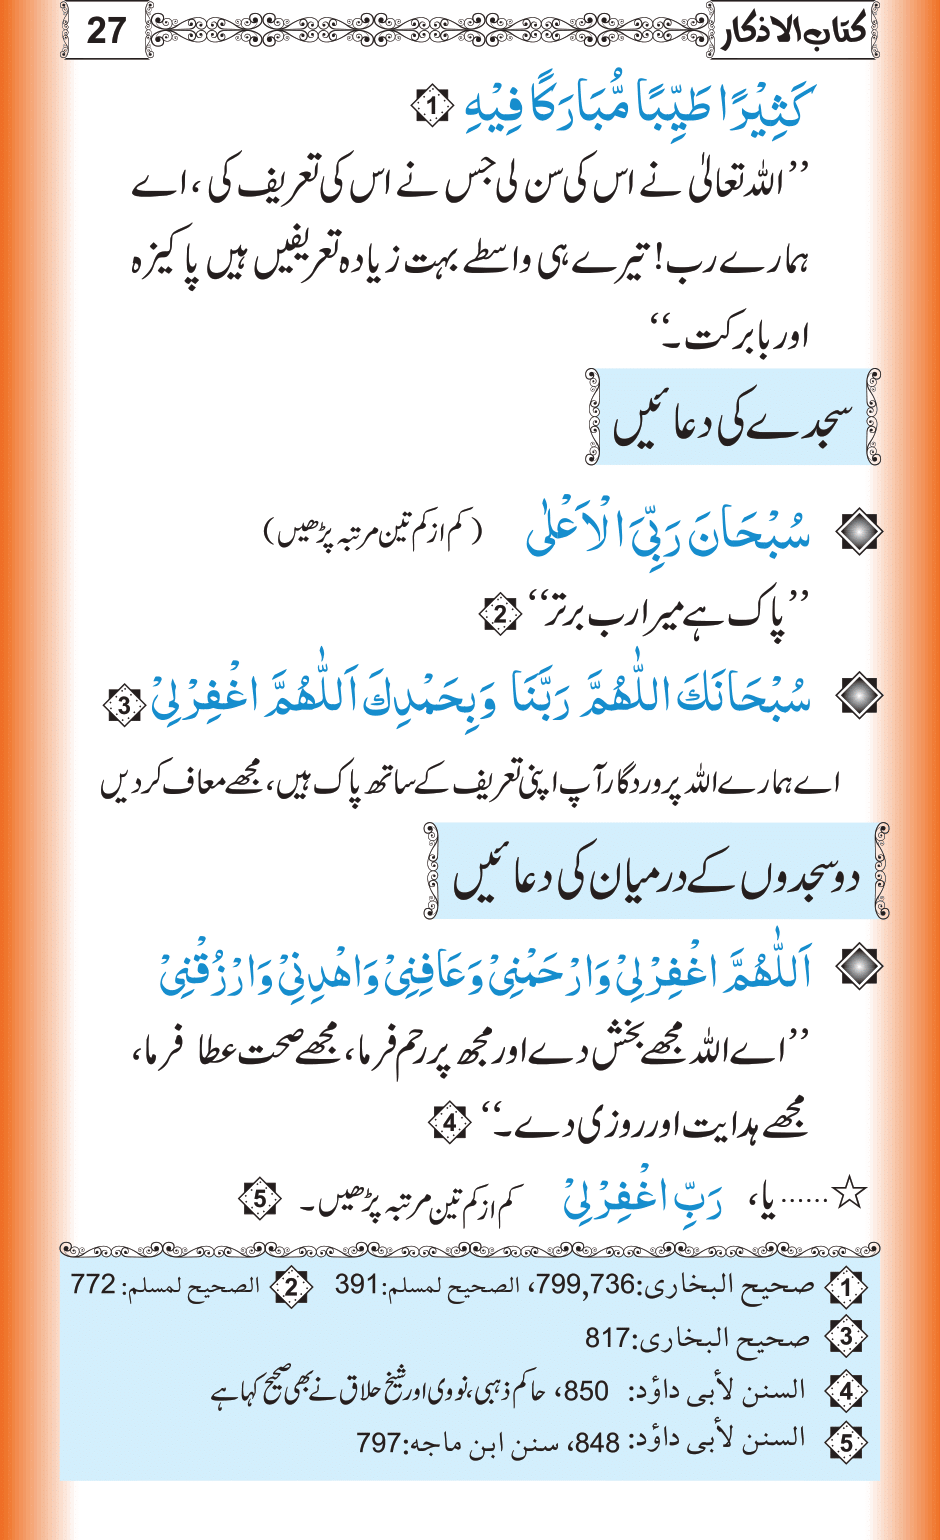 کتاب الاذکار 27
كَثِيْرًا طَيِّبًا مُّبَارَكًا فِيْهِ 1
’’اللہ تعالیٰ نے اس کی سن لی جس نے اس کی تعریف کی ، اے
ہمارے رب! تیرے ہی واسطے بہت زیادہ تعریفیں ہیں پاکیزہ
اور بابرکت ۔‘‘
سجدے کی دعائیں
سُبْحَانَ رَبِّيَ الْاَعْلٰى (کم از کم تین مرتبہ پڑھیں)
’’پاک ہے میرا رب برتر‘‘ 2
سُبْحَانَكَ اللّٰهُمَّ رَبَّنَا وَبِحَمْدِكَ اَللّٰهُمَّ اغْفِرْ لِيْ 3
اے ہمارے اللہ پروردگار آپ اپنی تعریف کے ساتھ پاک ہیں، مجھے معاف کردیں
دو سجدوں کے درمیان کی دعائیں
اَللّٰهُمَّ اغْفِرْ لِيْ وَارْحَمْنِيْ وَعَافِنِيْ وَاهْدِنِيْ وَارْزُقْنِيْ
’’اے اللہ مجھے بخش دے اور مجھ پر رحم فرما، مجھے صحت عطا فرما،
مجھے ہدایت اور روزی دے ۔‘‘ 4
☆......یا، رَبِّ اغْفِرْ لِيْ کم از کم تین مرتبہ پڑھیں ۔ 5
1 صحیح البخاری:799,736، الصحیح لمسلم:391 2 الصحیح لمسلم: 772
3 صحیح البخاری:817
4 السنن لأبی داؤد: 850، حاکم ذہبی، نووی اور شیخ حلاق نے بھی صحیح کہا ہے
5 السنن لأبی داؤد: 848، سنن ابن ماجہ:797